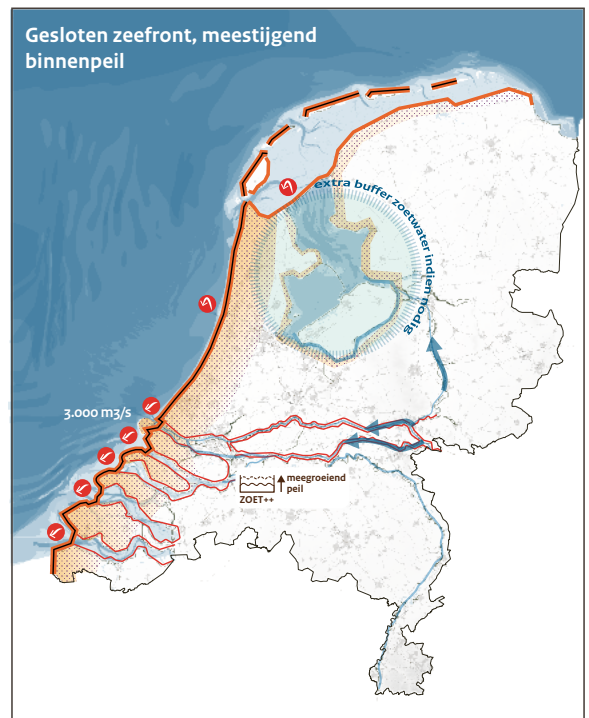 Gesloten zeefront, meestijgend
binnenpeil
extra buffer zoetwater indien nodig
3.000 m3/s
meegroeiend
peil
ZOET++